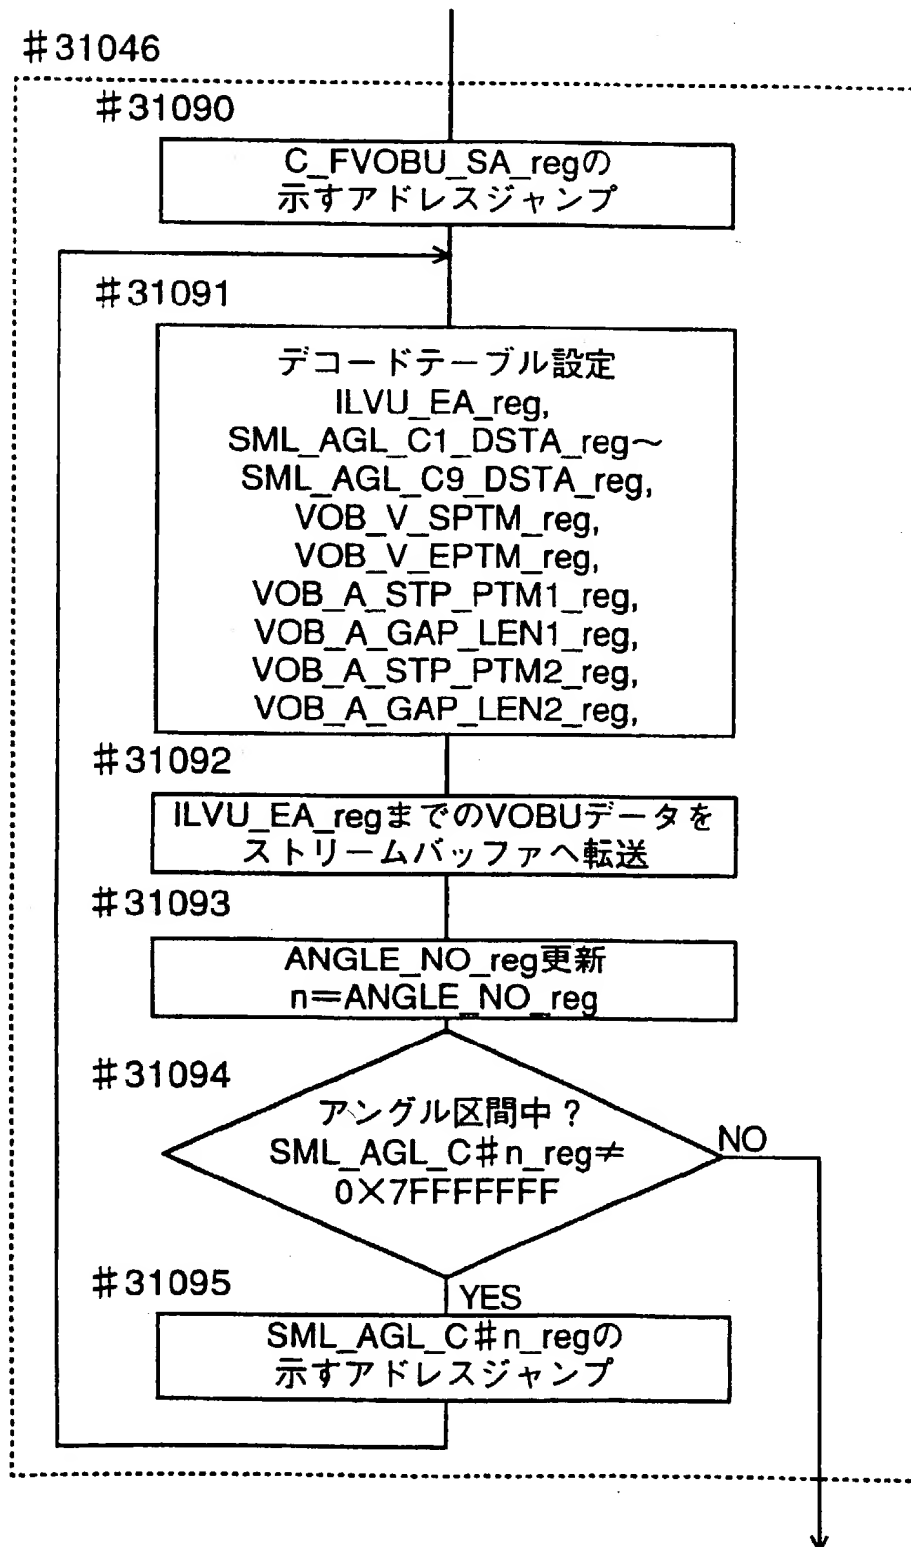 #31046
#31090
C_FVOBU_SA_regの
示すアドレスジャンプ
#31091
デコードテーブル設定
ILVU_EA_reg,
SML_AGL_C1_DSTA_reg～
SML_AGL_C9_DSTA_reg,
VOB_V_SPTM_reg,
VOB_V_EPTM_reg,
VOB_A_STP_PTM1_reg,
VOB_A_GAP_LEN1_reg,
VOB_A_STP_PTM2_reg,
VOB_A_GAP_LEN2_reg,
#31092
ILVU_EA_regまでのVOBUデータを
ストリームバッファへ転送
#31093
ANGLE_NO_reg更新
n＝ANGLE_NO_reg
#31094
アングル区間中？
SML_AGL_C#n_reg≠
0×7FFFFFFF
NO
#31095
YES
SML_AGL_C#n_regの
示すアドレスジャンプ